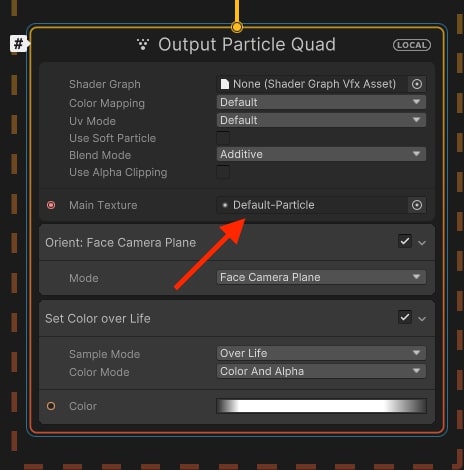 #
Output Particle Quad LOCAL
Shader Graph None (Shader Graph Vfx Asset)
Color Mapping Default
Uv Mode Default
Use Soft Particle
Blend Mode Additive
Use Alpha Clipping
Main Texture Default-Particle
Orient: Face Camera Plane
Mode Face Camera Plane
Set Color over Life
Sample Mode Over Life
Color Mode Color And Alpha
Color